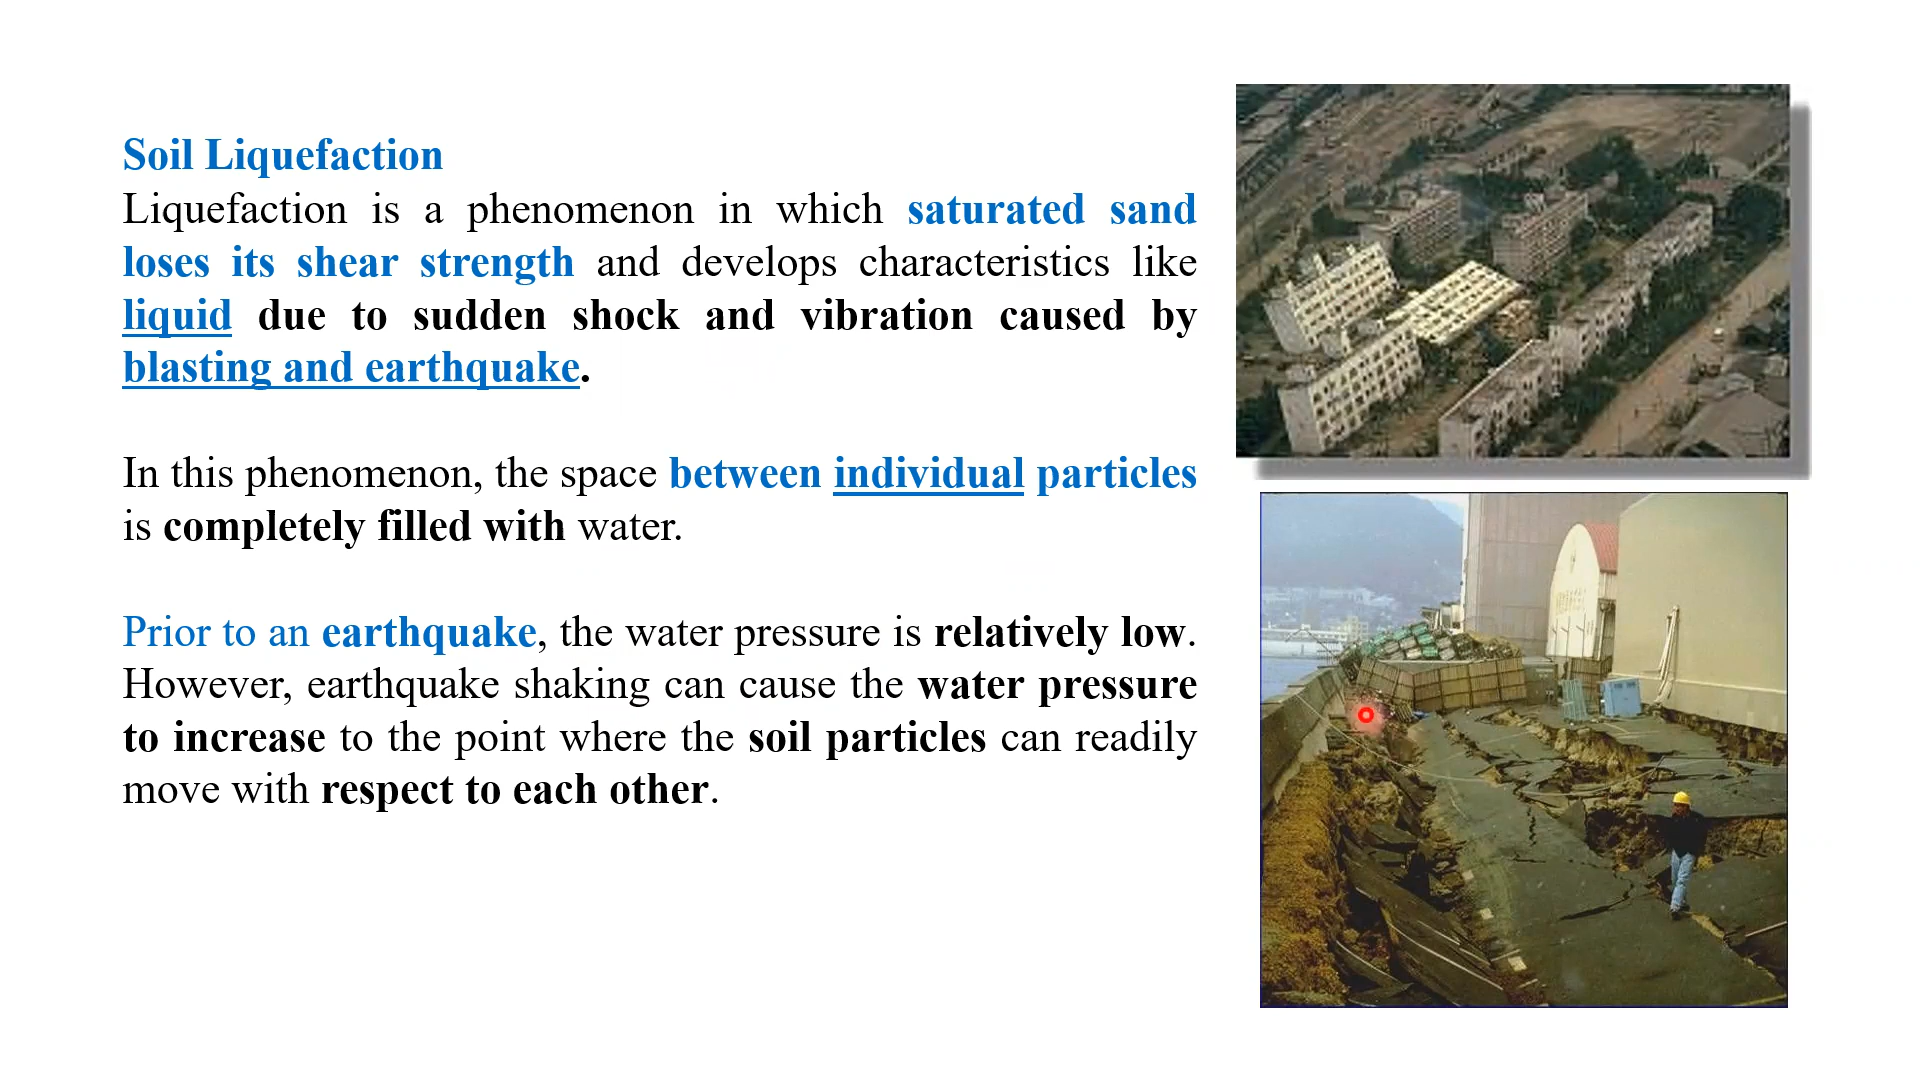 Soil Liquefaction
Liquefaction is a phenomenon in which saturated sand
loses its shear strength and develops characteristics like
liquid due to sudden shock and vibration caused by
blasting and earthquake.
In this phenomenon, the space between individual particles
is completely filled with water.
Prior to an earthquake, the water pressure is relatively low.
However, earthquake shaking can cause the water pressure
to increase to the point where the soil particles can readily
move with respect to each other.